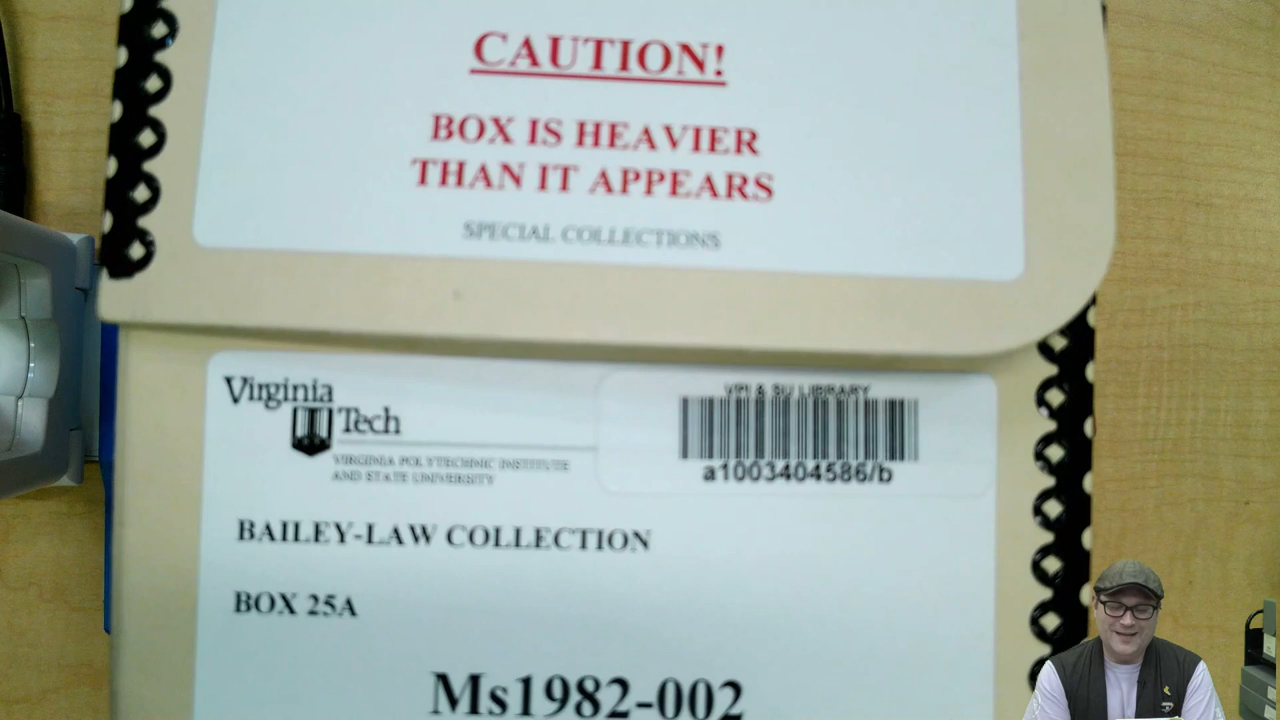 CAUTION!
BOX IS HEAVIER
THAN IT APPEARS
SPECIAL COLLECTIONS
Virginia
Tech
VIRGINIA POLYTECHNIC INSTITUTE
AND STATE UNIVERSITY
VPI & SU LIBRARY
a1003404586/b
BAILEY-LAW COLLECTION
BOX 25A
Ms1982-002